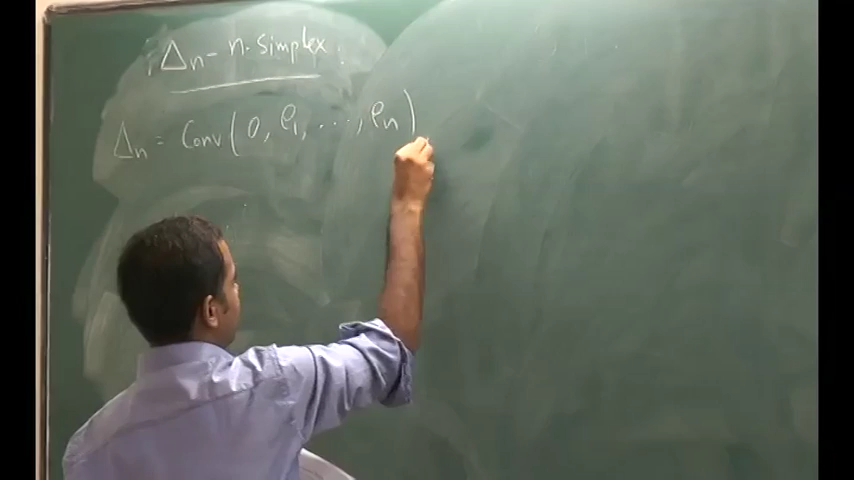 Δn - n-simplex.
Δn = Conv(0, e1, ..., en)